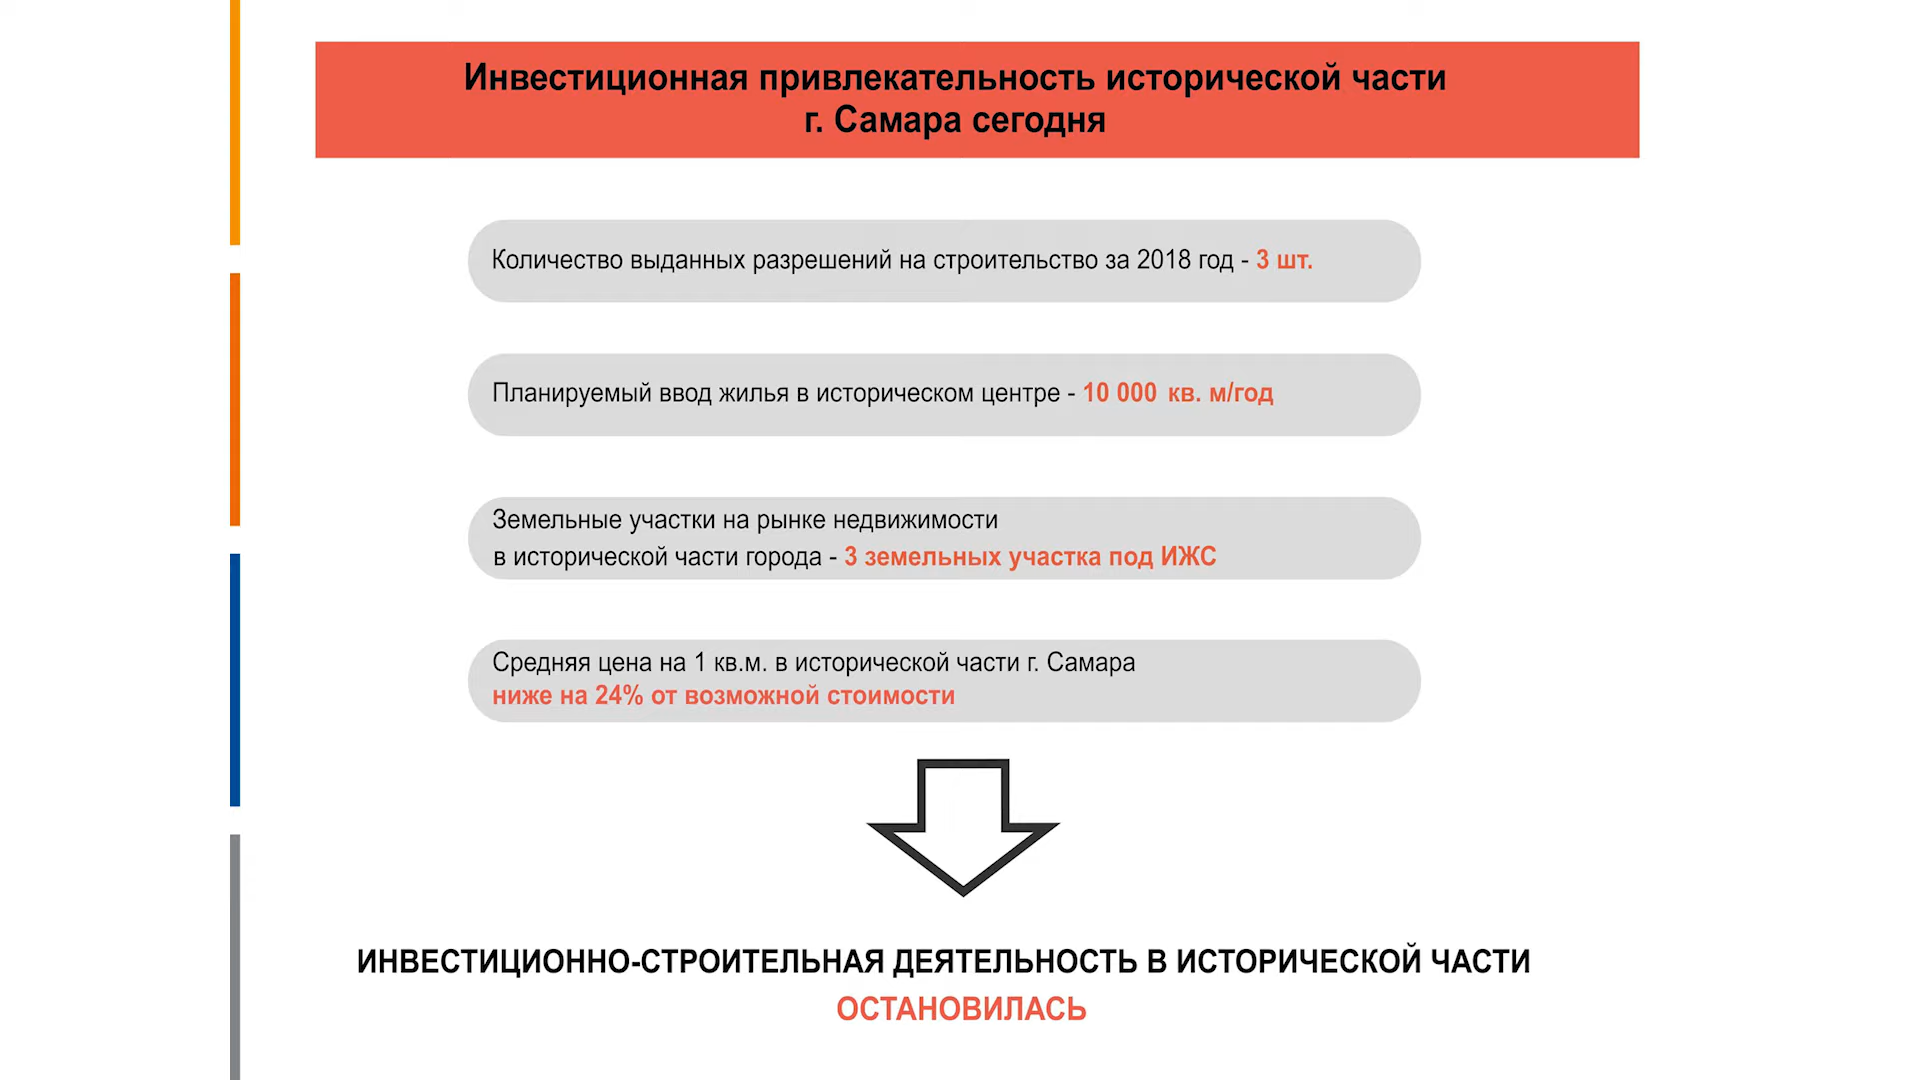 Инвестиционная привлекательность исторической части
г. Самара сегодня
Количество выданных разрешений на строительство за 2018 год - 3 шт.
Планируемый ввод жилья в историческом центре - 10 000 кв. м/год
Земельные участки на рынке недвижимости
в исторической части города - 3 земельных участка под ИЖС
Средняя цена на 1 кв.м. в исторической части г. Самара
ниже на 24% от возможной стоимости
ИНВЕСТИЦИОННО-СТРОИТЕЛЬНАЯ ДЕЯТЕЛЬНОСТЬ В ИСТОРИЧЕСКОЙ ЧАСТИ
ОСТАНОВИЛАСЬ